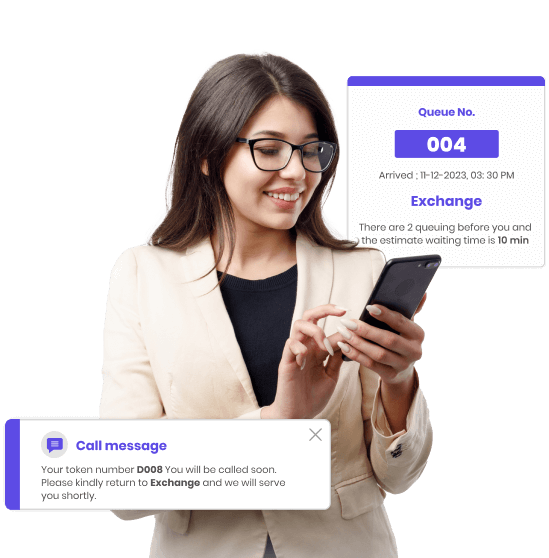 Queue No.
004
Arrived ; 11-12-2023, 03: 30 PM
Exchange
There are 2 queuing before you and
the estimate waiting time is 10 min
Call message
Your token number D008 You will be called soon.
Please kindly return to Exchange and we will serve
you shortly.